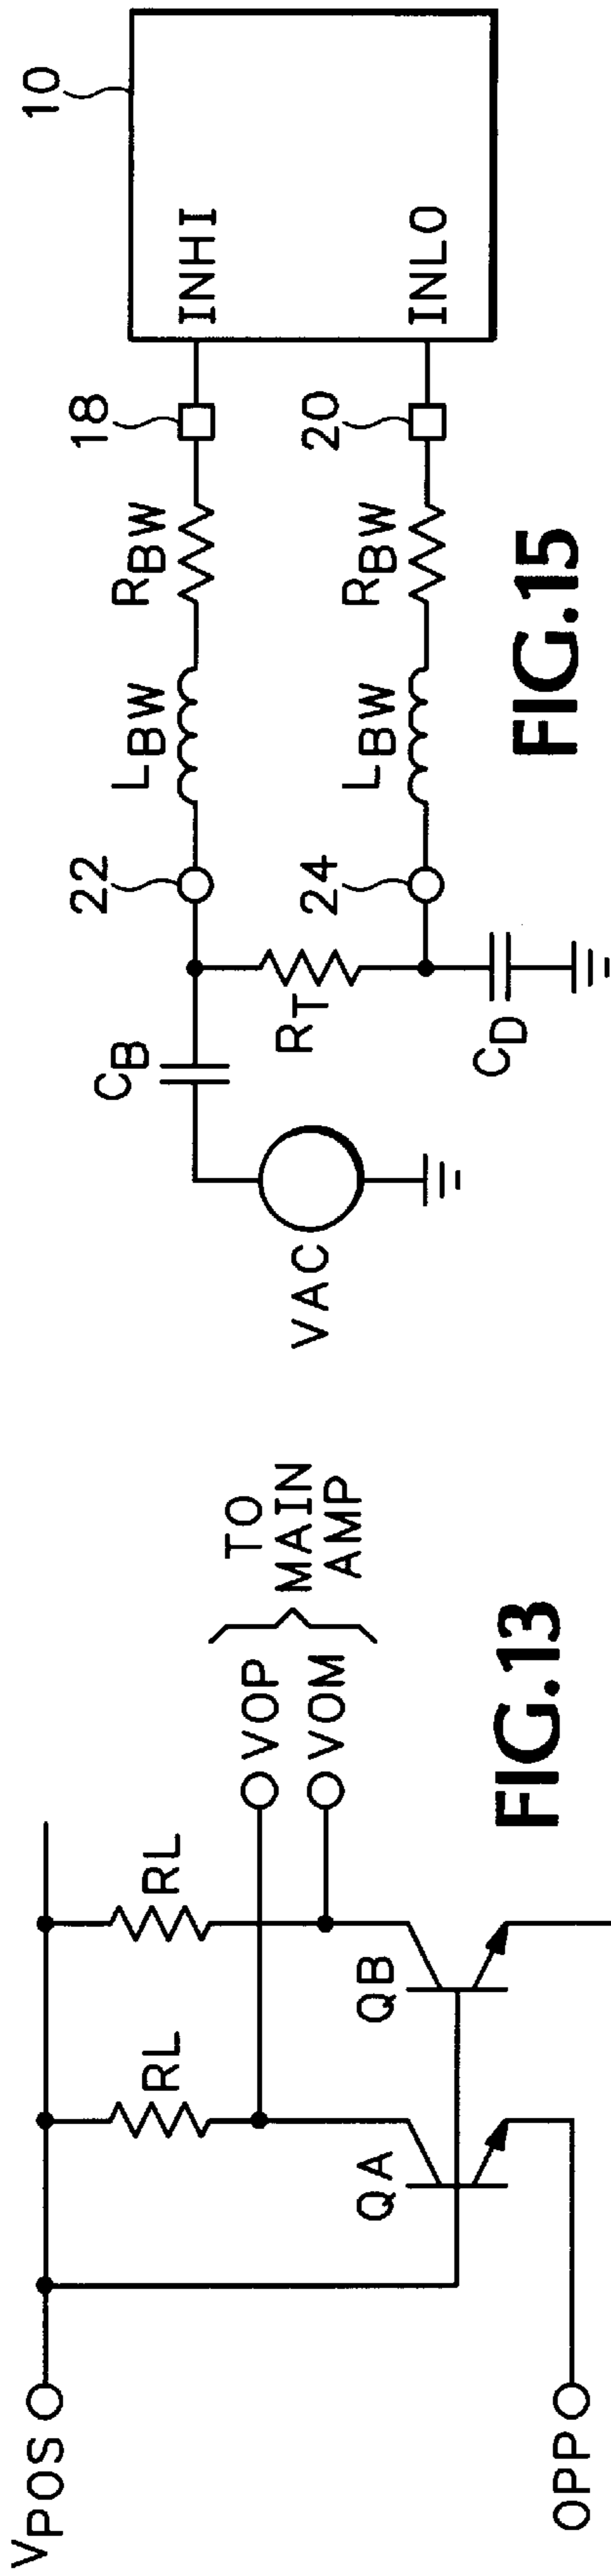 VPOS
RL
RL
QA
QB
VOP
VOM
TO
MAIN
AMP
OPP
FIG.13
VAC
CB
RT
CD
22
24
LBW
RBW
LBW
RBW
18
20
INHI
INLO
10
FIG.15